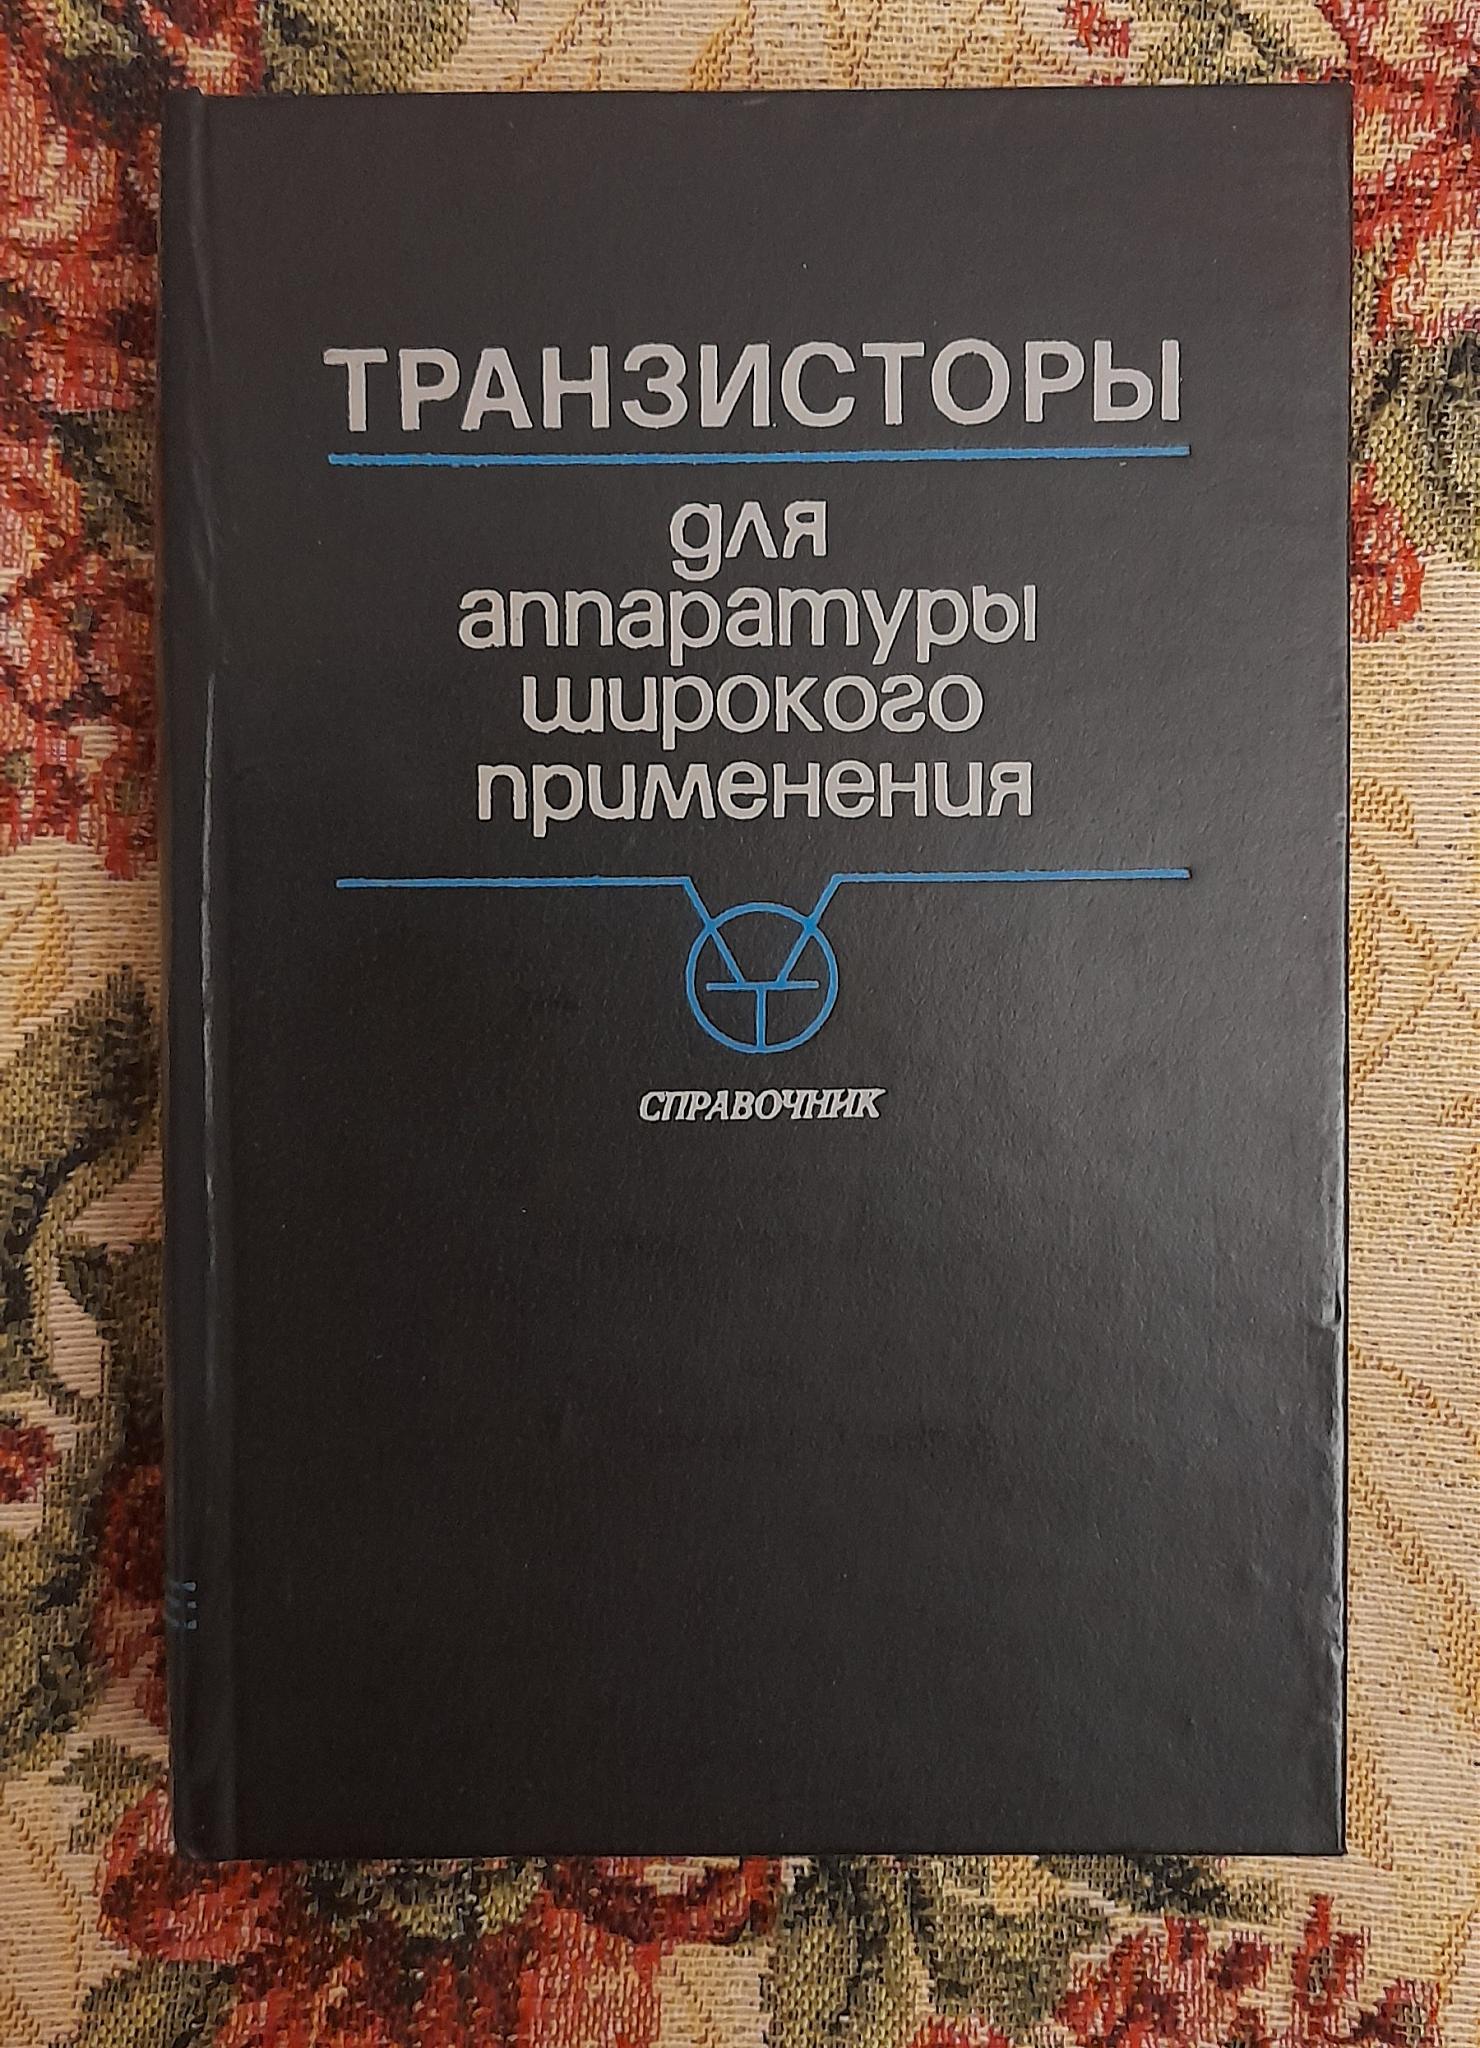 ТРАНЗИСТОРЫ
для
аппаратуры
широкого
применения
СПРАВОЧНИК